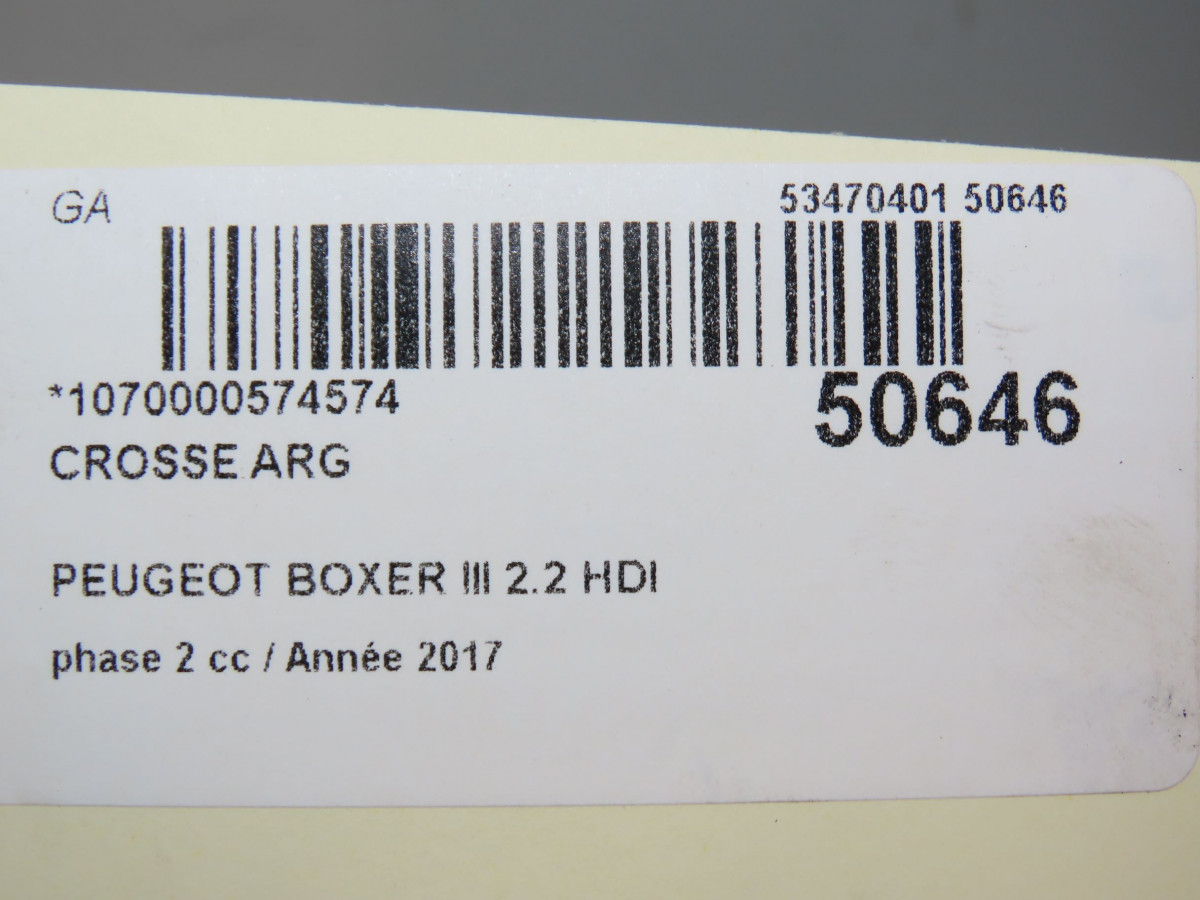 GA
53470401 50646
*1070000574574
50646
CROSSE ARG
PEUGEOT BOXER III 2.2 HDI
phase 2 cc / Année 2017